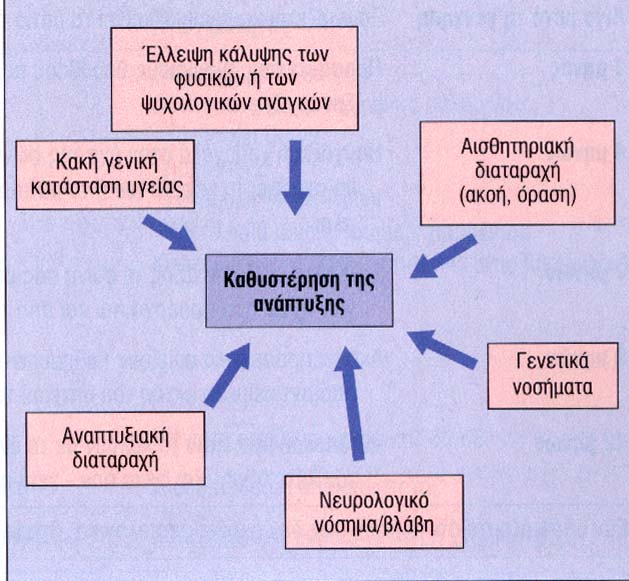 Έλλειψη κάλυψης των
φυσικών ή των
ψυχολογικών αναγκών
Κακή γενική
κατάσταση υγείας
Αισθητηριακή
διαταραχή
(ακοή, όραση)
Καθυστέρηση της
ανάπτυξης
Γενετικά
νοσήματα
Αναπτυξιακή
διαταραχή
Νευρολογικό
νόσημα/βλάβη